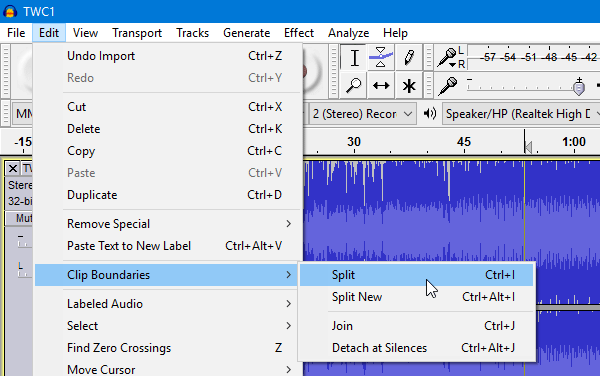 TWC1
File Edit View Transport Tracks Generate Effect Analyze Help
Undo Import Ctrl+Z
Redo Ctrl+Y
Cut Ctrl+X
Delete Ctrl+K
Copy Ctrl+C
Paste Ctrl+V
Duplicate Ctrl+D
Remove Special >
Paste Text to New Label Ctrl+Alt+V
Clip Boundaries >
Labeled Audio >
Select >
Find Zero Crossings Z
Move Cursor >
Split Ctrl+I
Split New Ctrl+Alt+I
Join Ctrl+J
Detach at Silences Ctrl+Alt+J
L -57 -54 -51 -48
R
-54 -48
2 (Stereo) Recor
Speaker/HP (Realtek High D
-15 30 45 1:00
X TW
Stere
32-bi
Mut
L